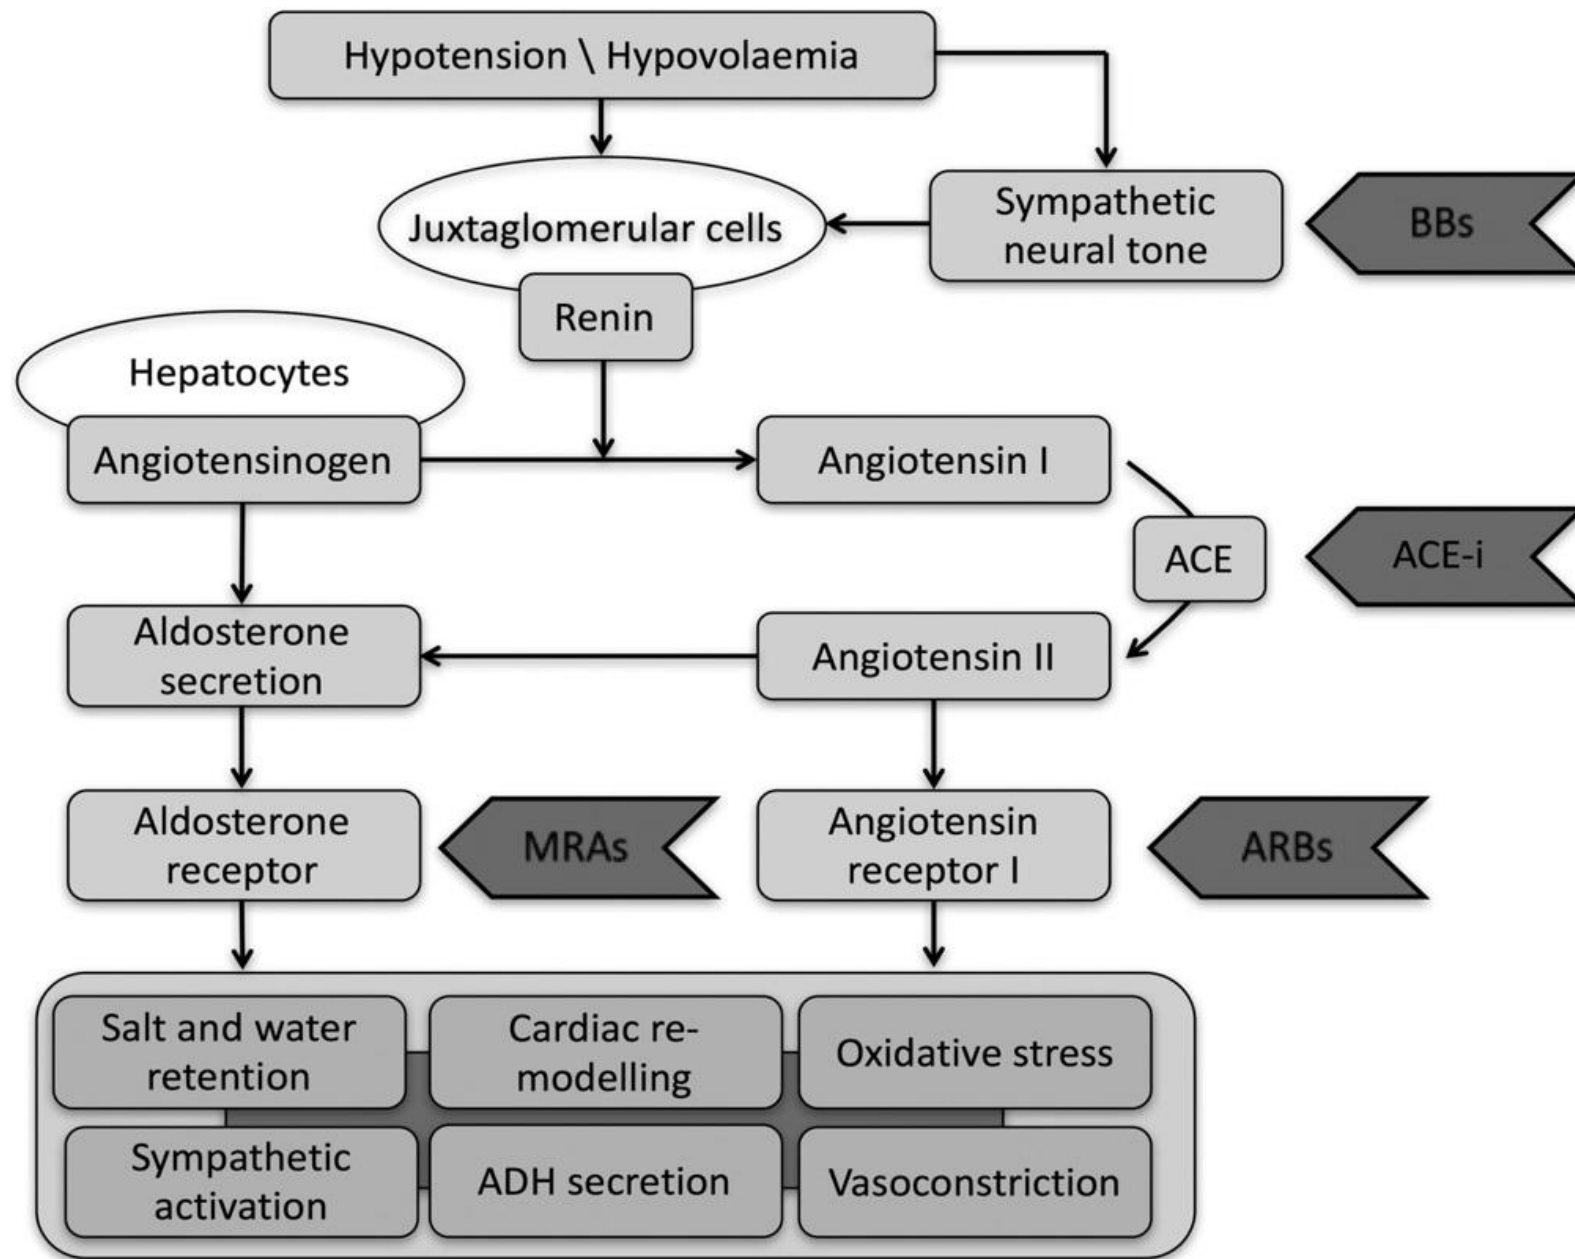 Hypotension \ Hypovolaemia
Juxtaglomerular cells
Sympathetic
neural tone
BBs
Renin
Hepatocytes
Angiotensinogen
Angiotensin I
ACE
ACE-i
Aldosterone
secretion
Angiotensin II
Aldosterone
receptor
MRAs
Angiotensin
receptor I
ARBs
Salt and water
retention
Cardiac re-
modelling
Oxidative stress
Sympathetic
activation
ADH secretion
Vasoconstriction